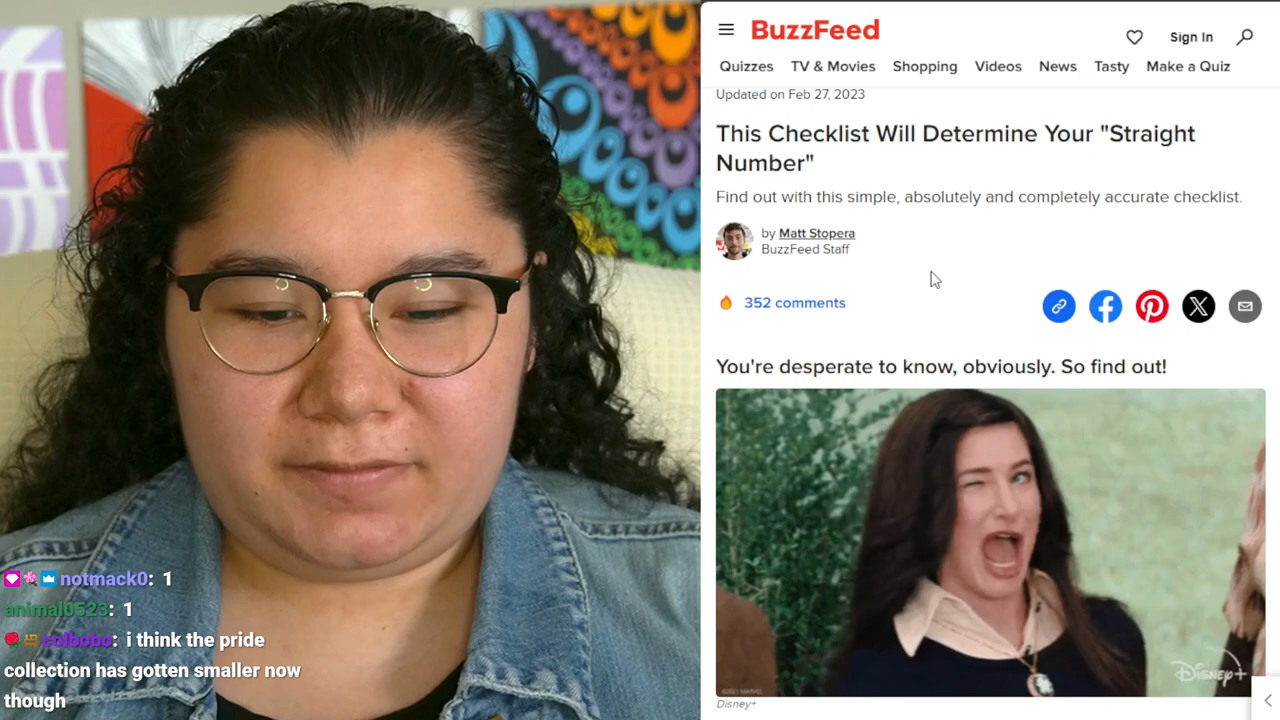 BuzzFeed
Sign In
Quizzes TV & Movies Shopping Videos News Tasty Make a Quiz
Updated on Feb 27, 2023
This Checklist Will Determine Your "Straight
Number"
Find out with this simple, absolutely and completely accurate checklist.
by Matt Stopera
BuzzFeed Staff
352 comments
You're desperate to know, obviously. So find out!
Disney+
Disney+
notmack0: 1
animal0523: 1
colbobo: i think the pride
collection has gotten smaller now
though